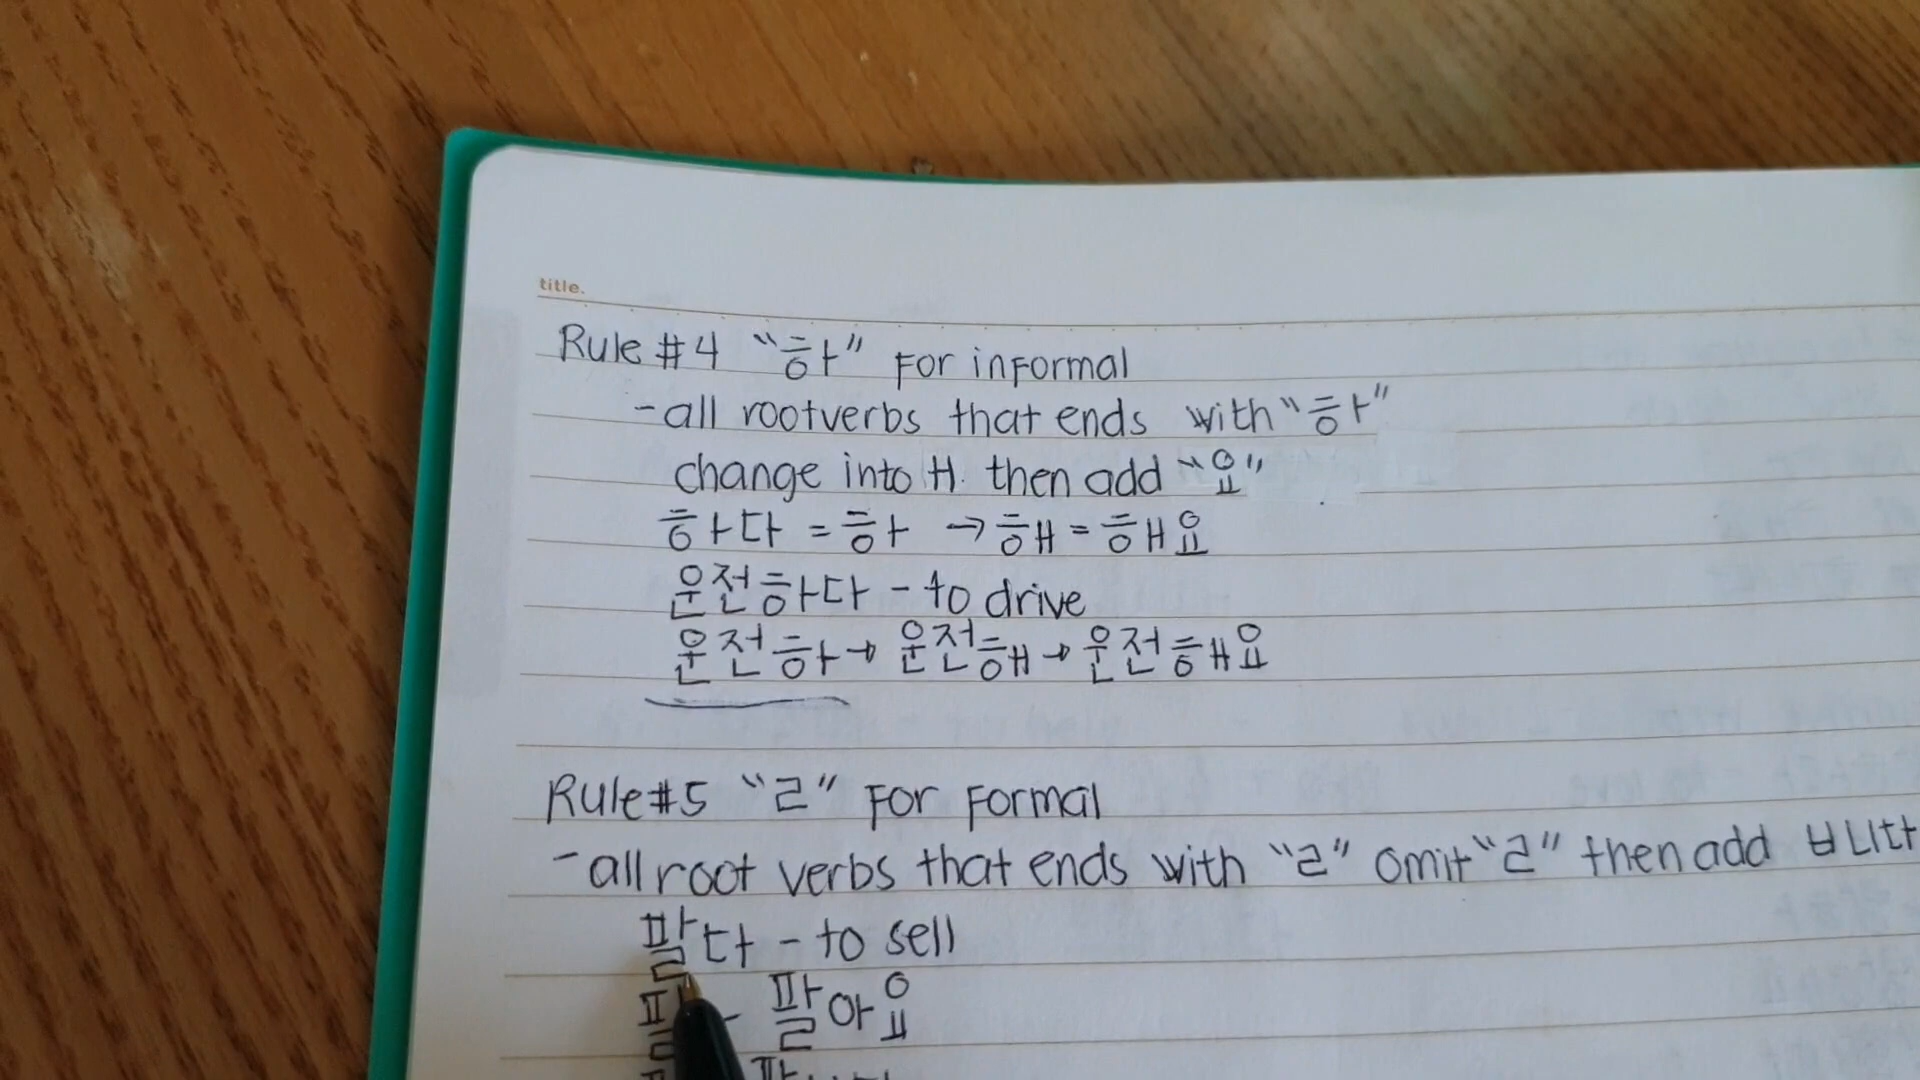 title.
Rule #4 "하" For informal
-all rootverbs that ends with "하"
change into ㅐ. then add "요"
하다 = 하 → 해 = 해요
운전하다 - to drive
운전하→ 운전해→ 운전해요
Rule #5 "ㄹ" For Formal
-all root verbs that ends with "ㄹ" omit "ㄹ" then add ㅂ니다
팔다 - to sell
- 팔아요